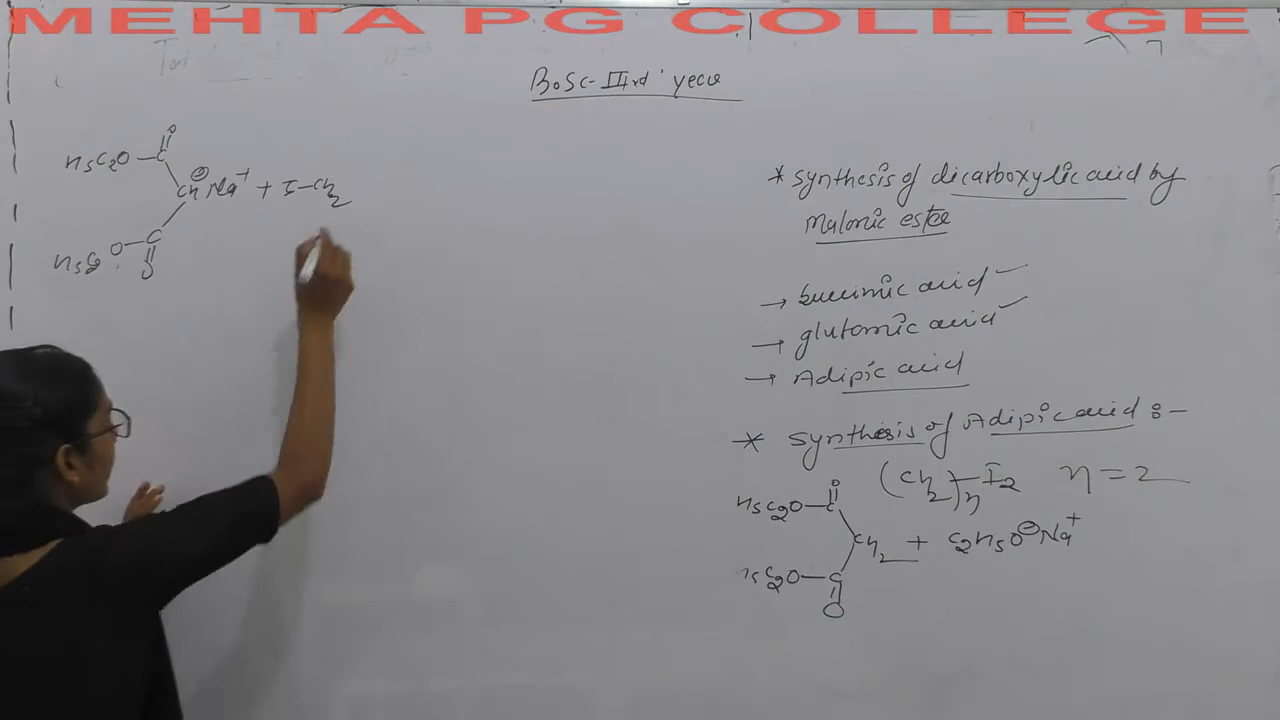 MEHTA PG COLLEGE
BoSc-IIIrd year
O
H5C2O-C
⊖
CH Na+ + I-CH2
H5C2O-C
O
* Synthesis of dicarboxylic acid by
Malonic ester
→ Succinic acid
→ glutamic acid
→ Adipic acid
* Synthesis of Adipic acid :-
(CH2)n-I2 n=2
O
H5C2O-C
CH2 + C2H5O⊖Na+
H5C2O-C
O